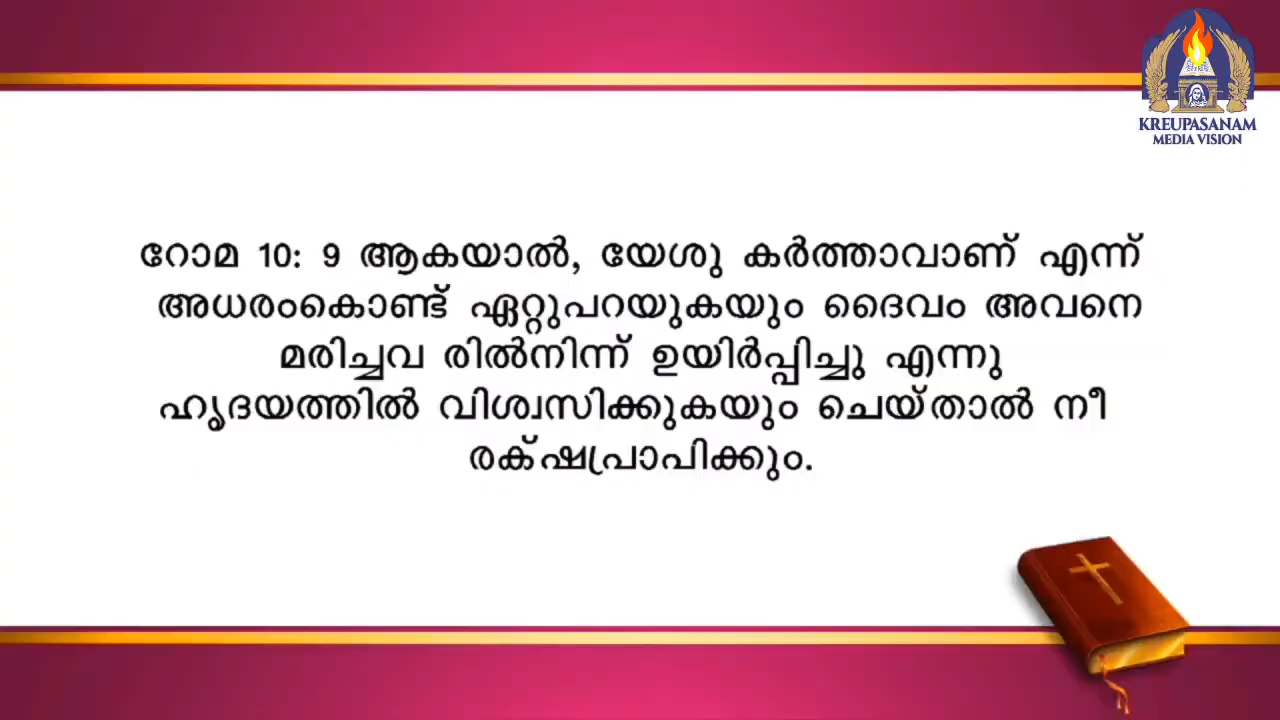 KREUPASANAM
MEDIA VISION
റോമ 10: 9 ആകയാൽ, യേശു കർത്താവാണ് എന്ന്
അധരംകൊണ്ട് ഏറ്റുപറയുകയും ദൈവം അവനെ
മരിച്ചവ രിൽനിന്ന് ഉയിർപ്പിച്ചു എന്നു
ഹൃദയത്തിൽ വിശ്വസിക്കുകയും ചെയ്താൽ നീ
രക്‌ഷപ്രാപിക്കും.